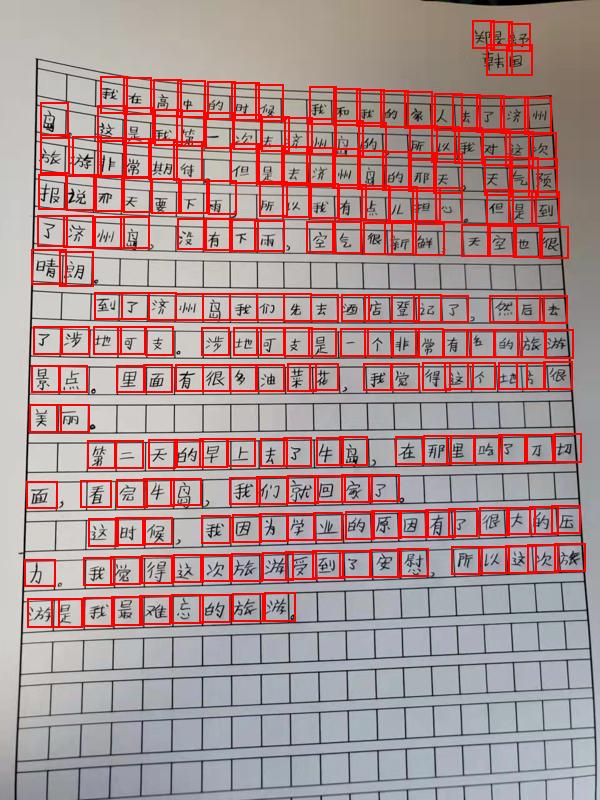 郑旻舒
韩国
我在高中的时候,我和我的家人去了济州
岛。这是我第一次去济州岛的,所以我对这次
旅游非常期待。但是去济州岛的那天,天气预
报说那天要下雨,所以我有点儿担心。但是到
了济州岛,没有下雨,空气很新鲜,天空也很
晴朗。
到了济州岛我们先去酒店登记了,然后去
了涉地可支。涉地可支是一个非常有名的旅游
景点。里面有很多油菜花,我觉得这个地方很
美丽。
第二天的早上去了牛岛,在那里吃了刀切
面,看完牛岛,我们就回家了。
这时候,我因为学业的原因有了很大的压
力。我觉得这次旅游受到了安慰,所以这次旅
游是我最难忘的旅游。